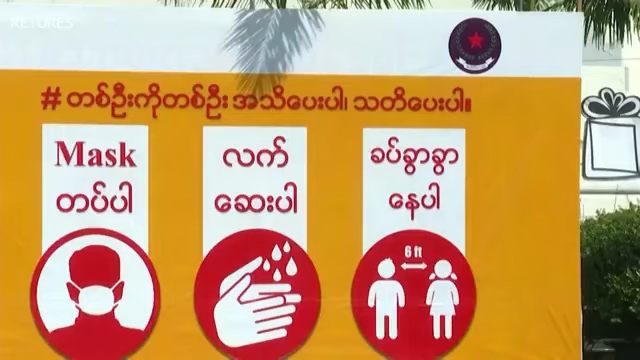 REUTERS
# တစ်ဦးကိုတစ်ဦး အသိပေးပါ၊ သတိပေးပါ။
Mask
တပ်ပါ
လက်
ဆေးပါ
ခပ်ခွာခွာ
နေပါ
6 ft